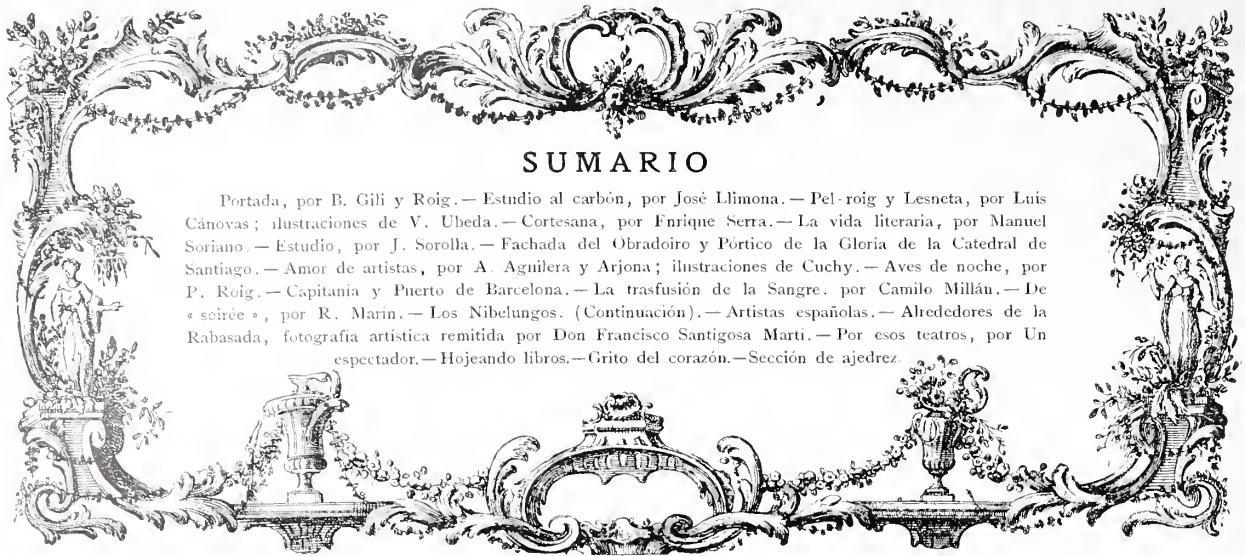 SUMARIO
Portada, por B. Gili y Roig. — Estudio al carbón, por José Llimona. — Pel-roig y Lesneta, por Luis
Cánovas; ilustraciones de V. Ubeda. — Cortesana, por Enrique Serra. — La vida literaria, por Manuel
Soriano. — Estudio, por J. Sorolla. — Fachada del Obradoiro y Pórtico de la Gloria de la Catedral de
Santiago. — Amor de artistas, por A. Aguilera y Arjona; ilustraciones de Cuchy. — Aves de noche, por
P. Roig. — Capitania y Puerto de Barcelona. — La trasfusión de la Sangre. por Camilo Millán. — De
« soirée », por R. Marin. — Los Nibelungos. (Continuación). — Artistas españolas. — Alrededores de la
Rabasada, fotografía artística remitida por Don Francisco Santigosa Marti. — Por esos teatros, por Un
espectador. — Hojeando libros. — Grito del corazón. — Sección de ajedrez.